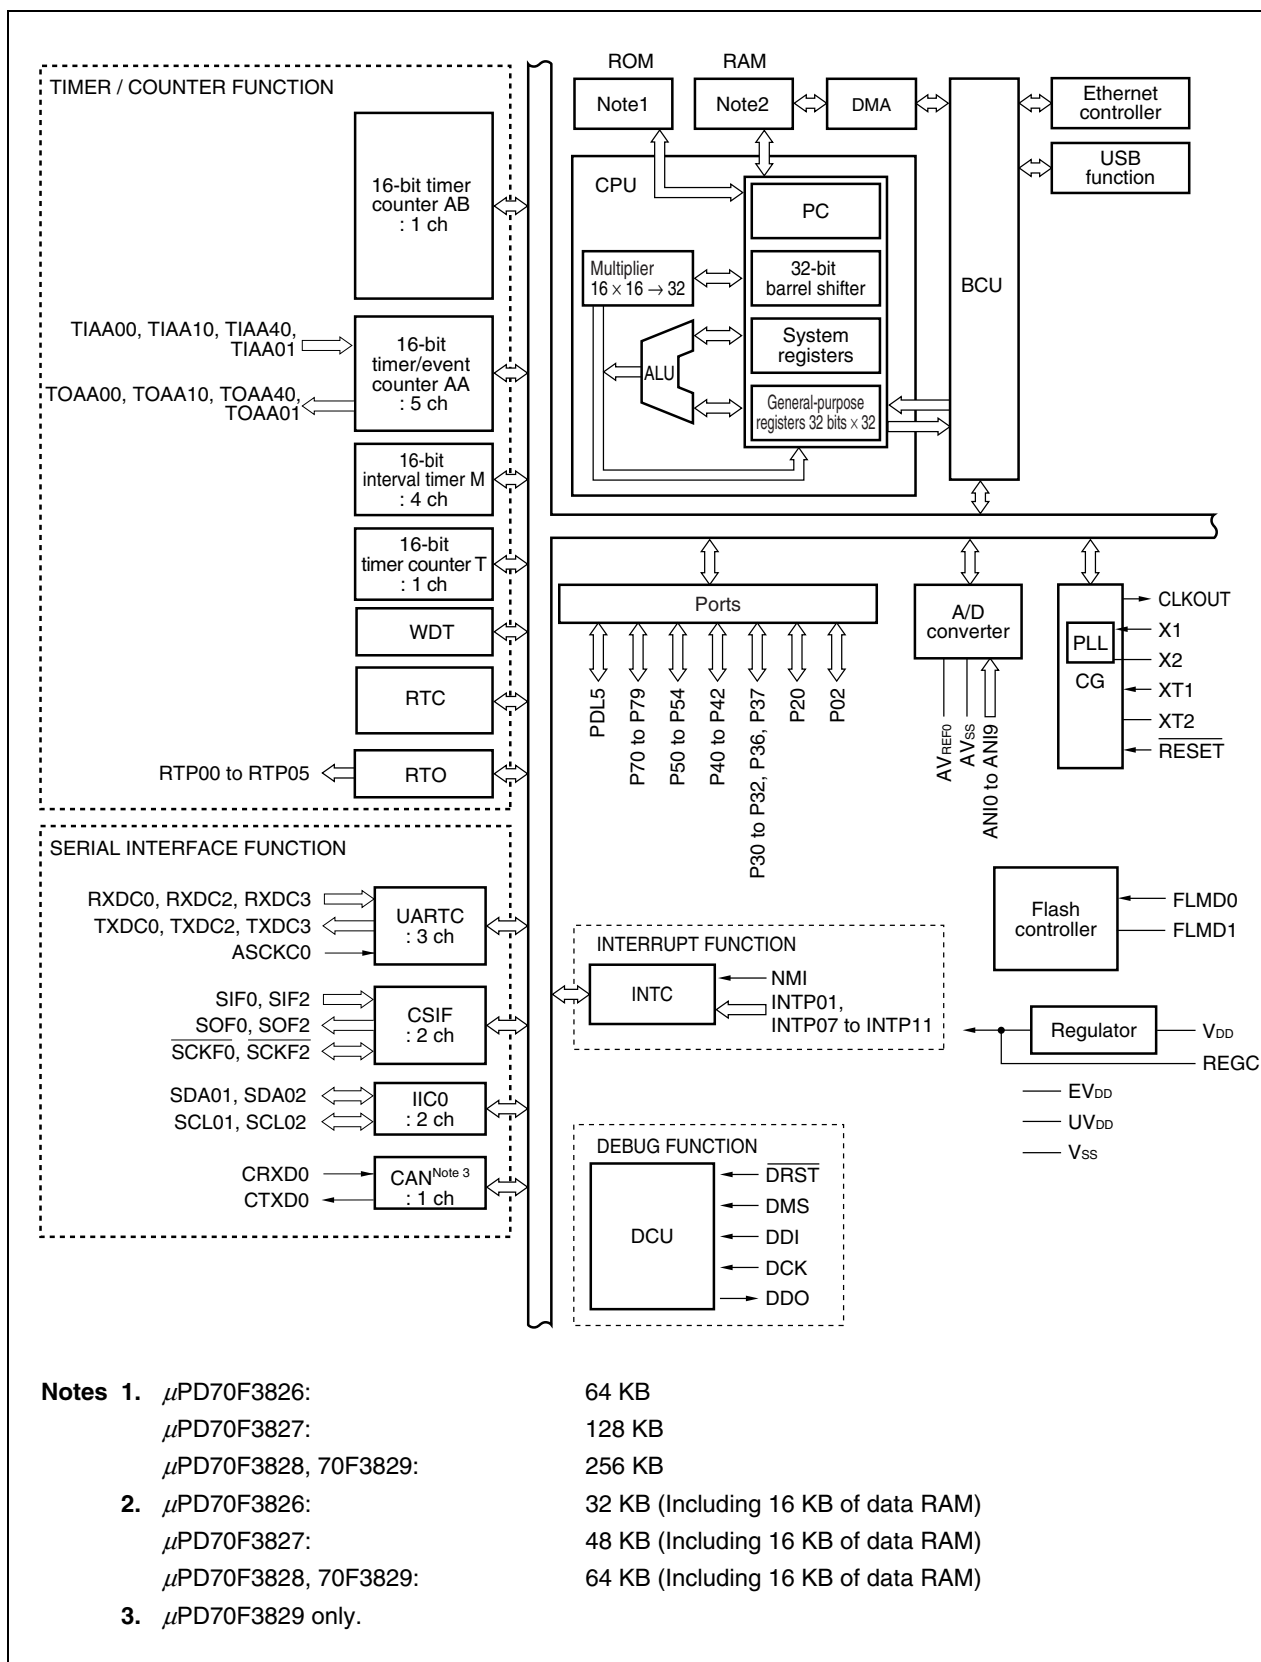 TIMER / COUNTER FUNCTION
16-bit timer
counter AB
: 1 ch
TIAA00, TIAA10, TIAA40,
TIAA01
TOAA00, TOAA10, TOAA40,
TOAA01
16-bit
timer/event
counter AA
: 5 ch
16-bit
interval timer M
: 4 ch
16-bit
timer counter T
: 1 ch
WDT
RTC
RTP00 to RTP05
RTO
SERIAL INTERFACE FUNCTION
RXDC0, RXDC2, RXDC3
TXDC0, TXDC2, TXDC3
ASCKC0
UARTC
: 3 ch
SIF0, SIF2
SOF0, SOF2
SCKF0, SCKF2
CSIF
: 2 ch
SDA01, SDA02
SCL01, SCL02
IIC0
: 2 ch
CRXD0
CTXD0
CAN Note 3
: 1 ch
ROM
Note1
RAM
Note2
DMA
BCU
Ethernet
controller
USB
function
CPU
PC
Multiplier
16 × 16 → 32
32-bit
barrel shifter
ALU
System
registers
General-purpose
registers 32 bits × 32
Ports
PDL5
P70 to P79
P50 to P54
P40 to P42
P30 to P32, P36, P37
P20
P02
A/D
converter
AVREF0
AVSS
ANI0 to ANI9
PLL
CG
CLKOUT
X1
X2
XT1
XT2
RESET
Flash
controller
FLMD0
FLMD1
INTERRUPT FUNCTION
INTC
NMI
INTP01,
INTP07 to INTP11
Regulator
VDD
REGC
EVDD
UVDD
VSS
DEBUG FUNCTION
DCU
DRST
DMS
DDI
DCK
DDO
Notes 1. μPD70F3826: 64 KB
μPD70F3827: 128 KB
μPD70F3828, 70F3829: 256 KB
2. μPD70F3826: 32 KB (Including 16 KB of data RAM)
μPD70F3827: 48 KB (Including 16 KB of data RAM)
μPD70F3828, 70F3829: 64 KB (Including 16 KB of data RAM)
3. μPD70F3829 only.